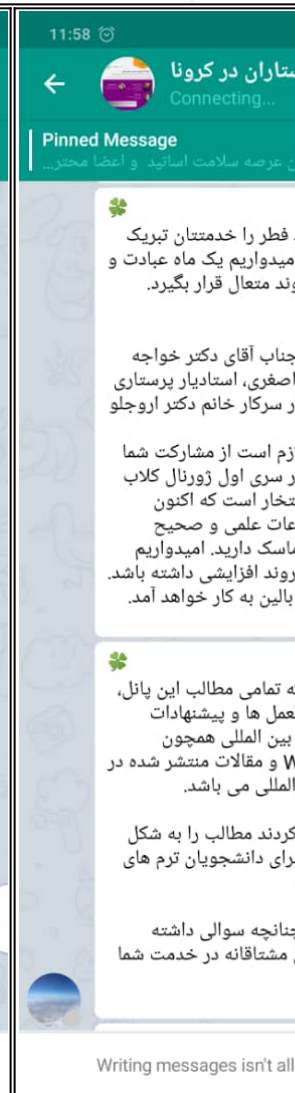 11:58
ستاران در کرونا
Connecting...
Pinned Message
ن عرصه سلامت اساتید و اعضا محتر...
فطر را خدمتتان تبریک
میدواریم یک ماه عبادت و
وند متعال قرار بگیرد.
جناب آقای دکتر خواجه
اصغری، استادیار پرستاری
ر سرکار خانم دکتر اروجلو
زم است از مشارکت شما
ر سری اول ژورنال کلاب
تخار است که اکنون
عات علمی و صحیح
ماسک دارید. امیدواریم
روند افزایشی داشته باشد.
بالین به کار خواهد آمد.
ه تمامی مطالب این پانل،
عمل ها و پیشنهادات
بین المللی همچون
W و مقالات منتشر شده در
المللی می باشد.
کردند مطالب را به شکل
رای دانشجویان ترم های
چنانچه سوالی داشته
مشتاقانه در خدمت شما
Writing messages isn't all